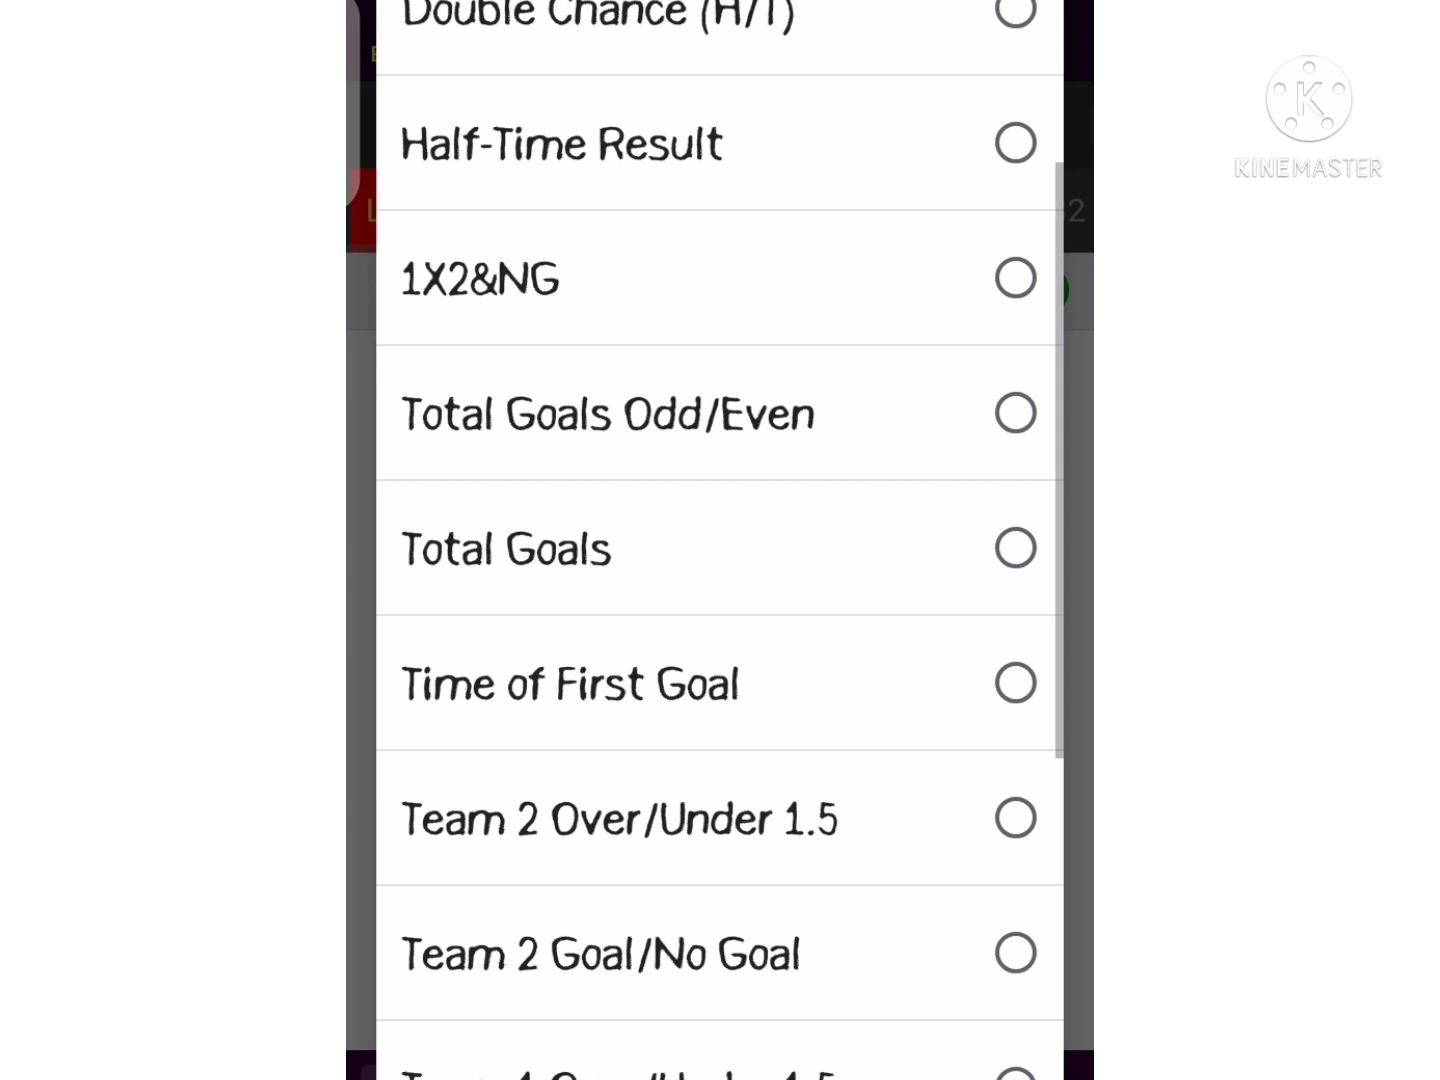 Double Chance (H/T)
KINEMASTER
Half-Time Result
1X2&NG
Total Goals Odd/Even
Total Goals
Time of First Goal
Team 2 Over/Under 1.5
Team 2 Goal/No Goal